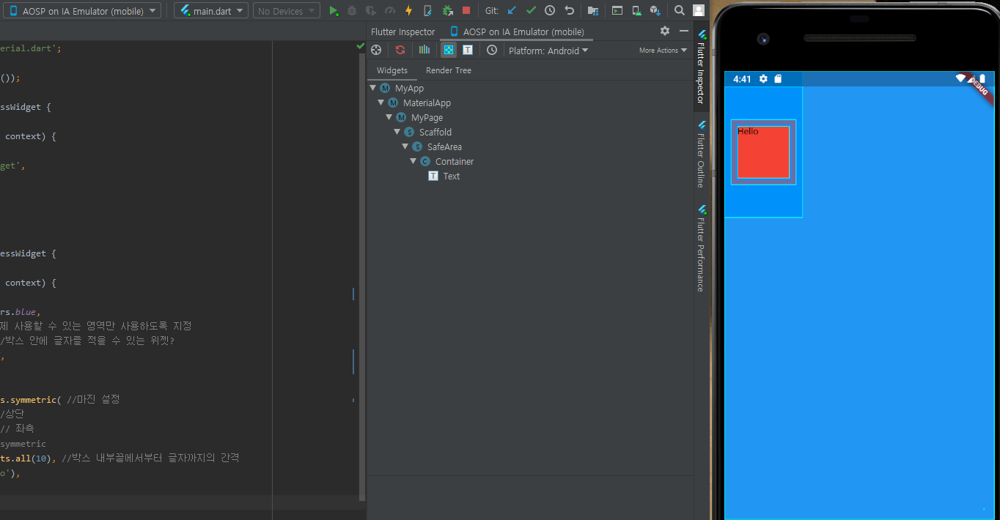 AOSP on IA Emulator (mobile)
main.dart
No Devices
Git:
Flutter Inspector
AOSP on IA Emulator (mobile)
Platform: Android
More Actions
Widgets
Render Tree
MyApp
MaterialApp
MyPage
Scaffold
SafeArea
Container
Text
erial.dart';
());
ssWidget {
context) {
get',
essWidget {
context) {
rs.blue,
제 사용할 수 있는 영역만 사용하도록 지정
/박스 안에 글자를 적을 수 있는 위젯?
,
s.symmetric( //마진 설정
/상단
// 좌측
symmetric
ts.all(10), //박스 내부끝에서부터 글자까지의 간격
o'),
Flutter Inspector
Flutter Outline
Flutter Performance
4:41
DEBUG
Hello